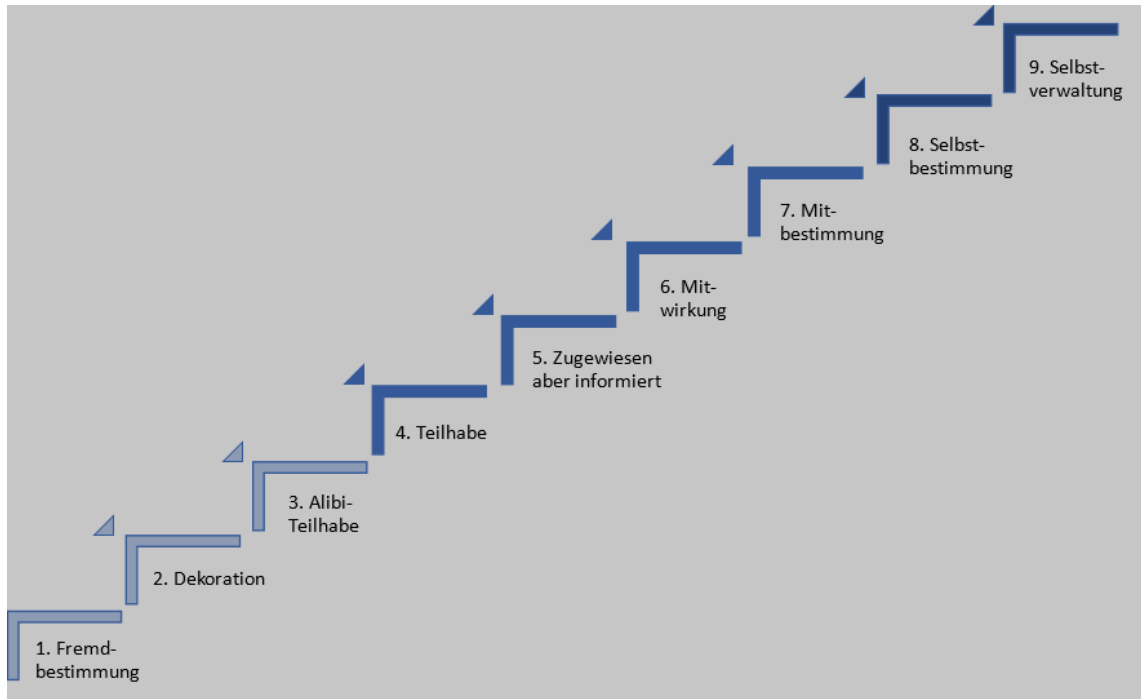 9. Selbst-
verwaltung
8. Selbst-
bestimmung
7. Mit-
bestimmung
6. Mit-
wirkung
5. Zugewiesen
aber informiert
4. Teilhabe
3. Alibi-
Teilhabe
2. Dekoration
1. Fremd-
bestimmung